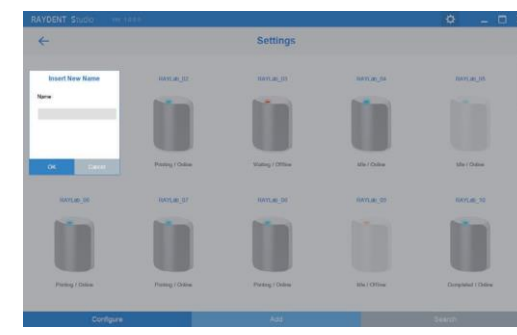 RAYDENT Studio
Settings
Insert New Name
Name
OK Cancel
RAYLab_02
RAYLab_03
RAYLab_04
RAYLab_05
Printing / Online
Waiting / Offline
Idle / Online
Idle / Online
RAYLab_06
RAYLab_07
RAYLab_08
RAYLab_09
RAYLab_10
Printing / Online
Printing / Online
Printing / Online
Idle / Offline
Completed / Online
Configure
Add
Search